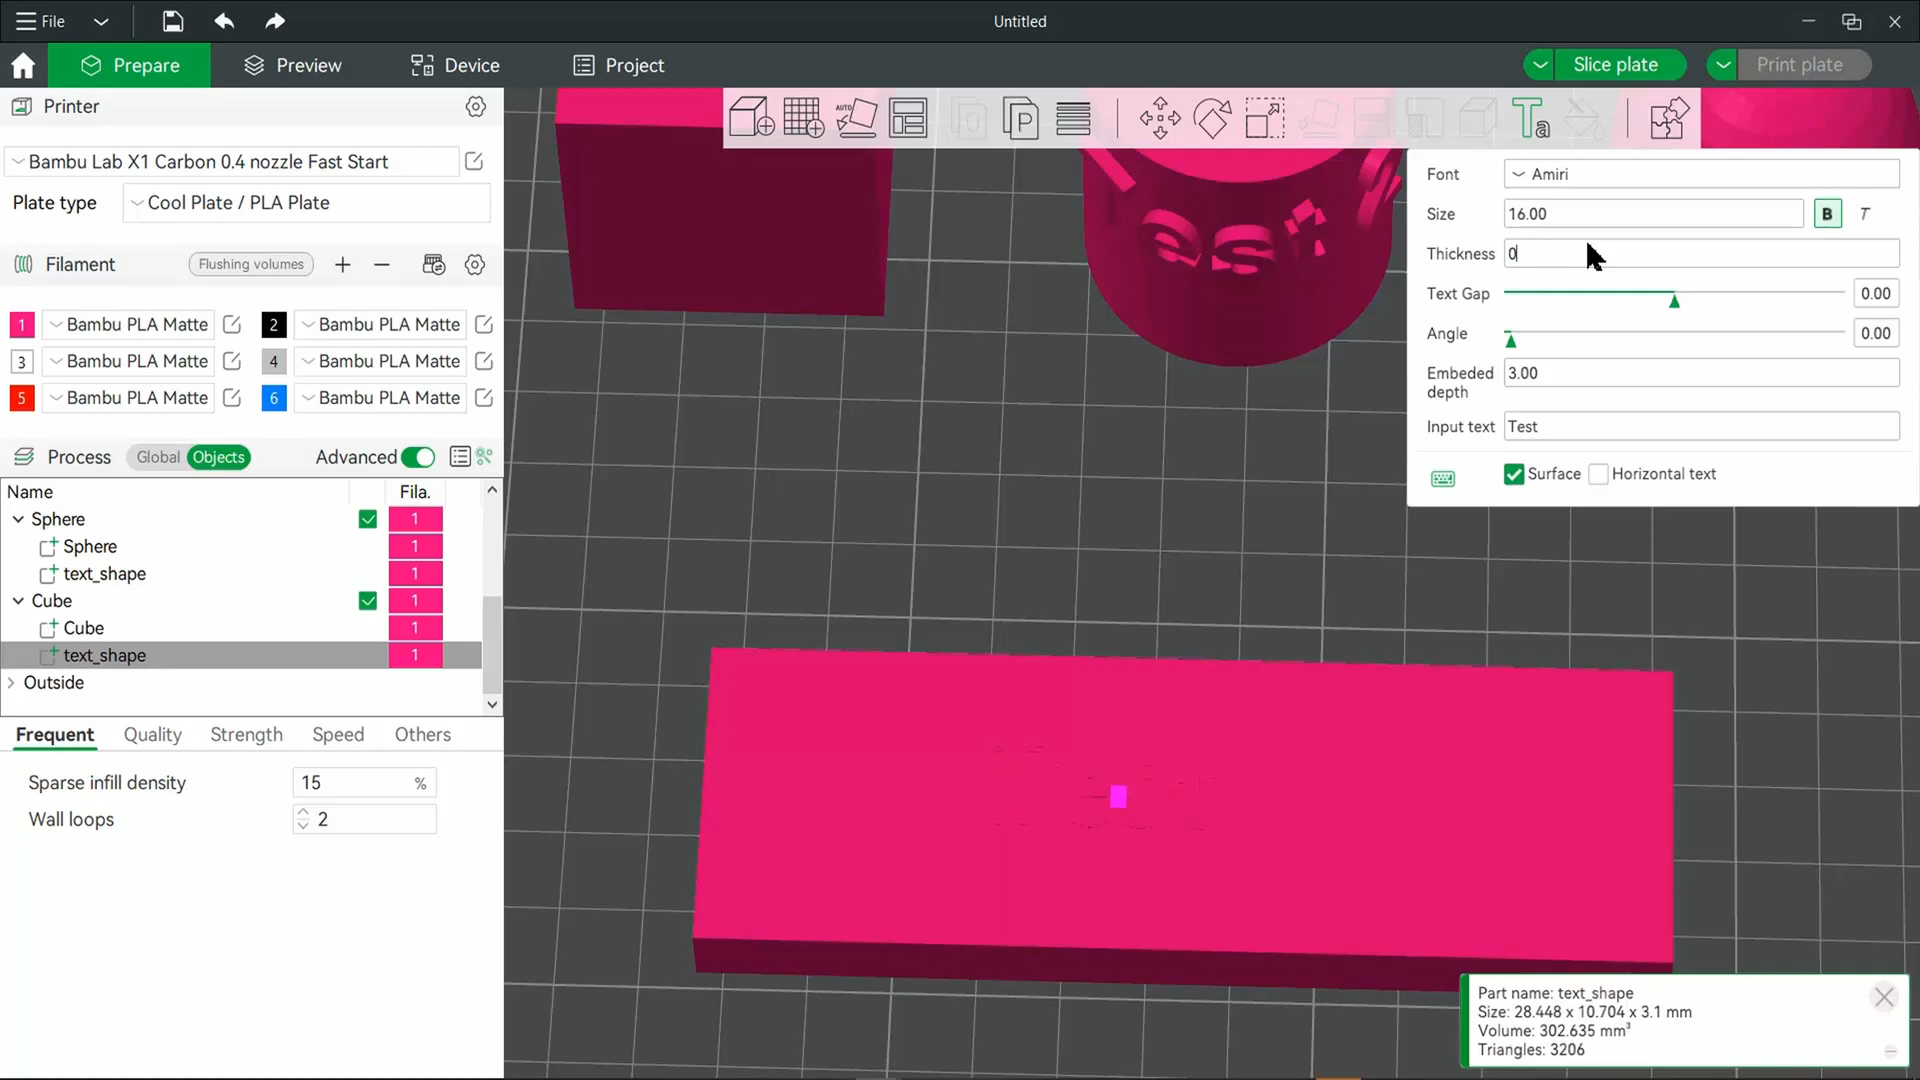 File
Untitled
Prepare
Preview
Device
Project
Slice plate
Print plate
Printer
Bambu Lab X1 Carbon 0.4 nozzle Fast Start
Plate type
Cool Plate / PLA Plate
Filament
Flushing volumes
1
Bambu PLA Matte
2
Bambu PLA Matte
3
Bambu PLA Matte
4
Bambu PLA Matte
5
Bambu PLA Matte
6
Bambu PLA Matte
Process
Global
Objects
Advanced
Name
Fila.
Sphere
1
Sphere
1
text_shape
1
Cube
1
Cube
1
text_shape
1
Outside
Frequent
Quality
Strength
Speed
Others
Sparse infill density
15
%
Wall loops
2
AUTO
P
Ta
Font
Amiri
Size
16.00
B
T
Thickness
0
Text Gap
0.00
Angle
0.00
Embeded
depth
3.00
Input text
Test
Surface
Horizontal text
est
Part name: text_shape
Size: 28.448 x 10.704 x 3.1 mm
Volume: 302.635 mm³
Triangles: 3206